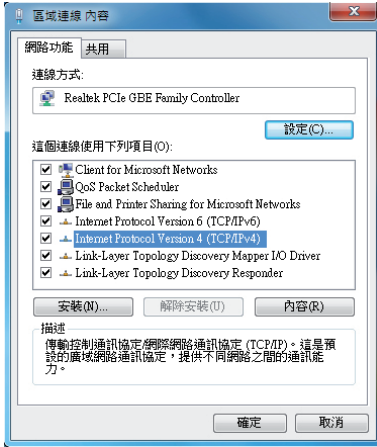 區域連線 內容
網路功能 共用
連線方式:
Realtek PCIe GBE Family Controller
設定(C)...
這個連線使用下列項目(O):
Client for Microsoft Networks
QoS Packet Scheduler
File and Printer Sharing for Microsoft Networks
Internet Protocol Version 6 (TCP/IPv6)
Internet Protocol Version 4 (TCP/IPv4)
Link-Layer Topology Discovery Mapper I/O Driver
Link-Layer Topology Discovery Responder
安裝(N)... 解除安裝(U) 內容(R)
描述
傳輸控制通訊協定/網際網路通訊協定 (TCP/IP)。這是預
設的廣域網路通訊協定，提供不同網路之間的通訊能
力。
確定 取消